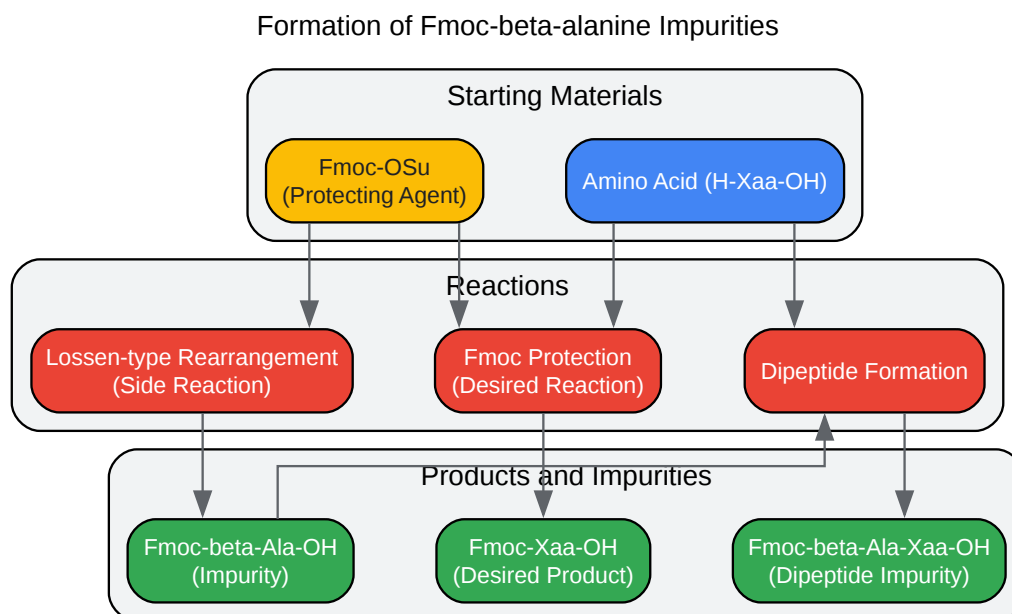 Formation of Fmoc-beta-alanine Impurities
Starting Materials
Fmoc-OSu
(Protecting Agent)
Amino Acid (H-Xaa-OH)
Reactions
Lossen-type Rearrangement
(Side Reaction)
Fmoc Protection
(Desired Reaction)
Dipeptide Formation
Products and Impurities
Fmoc-beta-Ala-OH
(Impurity)
Fmoc-Xaa-OH
(Desired Product)
Fmoc-beta-Ala-Xaa-OH
(Dipeptide Impurity)